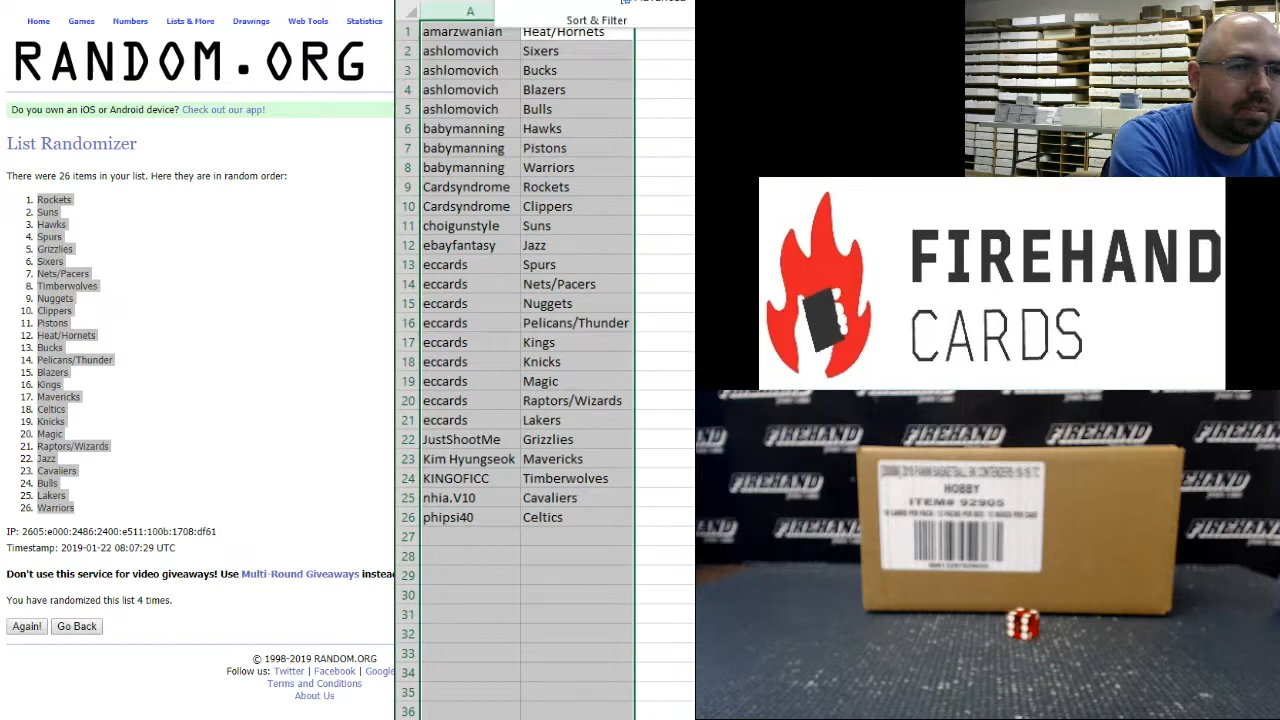 Home Games Numbers Lists & More Drawings Web Tools Statistics
RANDOM.ORG
Do you own an iOS or Android device? Check out our app!
List Randomizer
There were 26 items in your list. Here they are in random order:
1. Rockets
2. Suns
3. Hawks
4. Spurs
5. Grizzlies
6. Sixers
7. Nets/Pacers
8. Timberwolves
9. Nuggets
10. Clippers
11. Pistons
12. Heat/Hornets
13. Bucks
14. Pelicans/Thunder
15. Blazers
16. Kings
17. Mavericks
18. Celtics
19. Knicks
20. Magic
21. Raptors/Wizards
22. Jazz
23. Cavaliers
24. Bulls
25. Lakers
26. Warriors
IP: 2605:e000:2486:2400:e511:100b:1708:df61
Timestamp: 2019-01-22 08:07:29 UTC
Don't use this service for video giveaways! Use Multi-Round Giveaways instead
You have randomized this list 4 times.
Again! Go Back
© 1998-2019 RANDOM.ORG
Follow us: Twitter | Facebook | Google
Terms and Conditions
About Us
A
Sort & Filter
1 amarzwanian Heat/Hornets
2 ashlomovich Sixers
3 ashlomovich Bucks
4 ashlomovich Blazers
5 ashlomovich Bulls
6 babymanning Hawks
7 babymanning Pistons
8 babymanning Warriors
9 Cardsyndrome Rockets
10 Cardsyndrome Clippers
11 choigunstyle Suns
12 ebayfantasy Jazz
13 eccards Spurs
14 eccards Nets/Pacers
15 eccards Nuggets
16 eccards Pelicans/Thunder
17 eccards Kings
18 eccards Knicks
19 eccards Magic
20 eccards Raptors/Wizards
21 eccards Lakers
22 JustShootMe Grizzlies
23 Kim Hyungseok Mavericks
24 KINGOFICC Timberwolves
25 nhia.V10 Cavaliers
26 phipsi40 Celtics
27
28
29
30
31
32
33
34
35
36
FIREHAND
CARDS
FIREHAND FIREHAND FIREHAND
HOBBY
ITEM# 92905